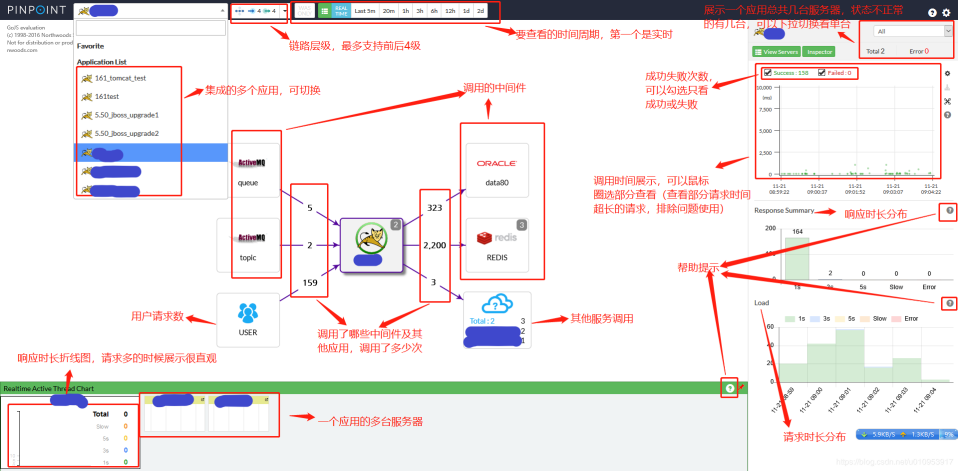 PINPOINT
4
4
REAL TIME
Last 5m
20m
1h
3h
6h
12h
1d
2d
GoJS evaluation
(c) 1998-2016 Northwoods
Not for distribution or produ
nwoods.com
Favorite
Application List
161_tomcat_test
161test
5.50_jboss_upgrade1
5.50_jboss_upgrade2
链路层级，最多支持前后4级
要查看的时间周期，第一个是实时
展示一个应用总共几台服务器，状态不正常
的有几台，可以下拉切换看单台
集成的多个应用，可切换
调用的中间件
All
Total 2
Error 0
View Servers
Inspector
Success : 158
Failed : 0
成功失败次数，
可以勾选只看
成功或失败
10,000
(ms)
7,500
5,000
2,500
0
11-21
08:59:22
11-21
09:00:37
11-21
09:01:52
11-21
09:03:07
11-21
09:04:22
调用时间展示，可以鼠标
圈选部分查看（查看部分请求时间
超长的请求，排除问题使用）
ActiveMQ
queue
ActiveMQ
topic
USER
5
2
159
2
323
2,200
3
ORACLE
data80
3
redis
REDIS
Total : 2
3
2
1
用户请求数
调用了哪些中间件及其
他应用，调用了多少次
其他服务调用
帮助提示
Response Summary
响应时长分布
200
100
0
164
2
0
0
0
1s
3s
5s
Slow
Error
Load
1s
3s
5s
Slow
Error
60
40
20
0
11-21 08:59
11-21 09:00
11-21 09:01
11-21 09:02
11-21 09:03
11-21 09:04
请求时长分布
响应时长折线图，请求多的时候展示很直观
Realtime Active Thread Chart
Total 0
Slow 0
5s 0
3s 0
1s 0
一个应用的多台服务器
5.9KB/S
1.3KB/S